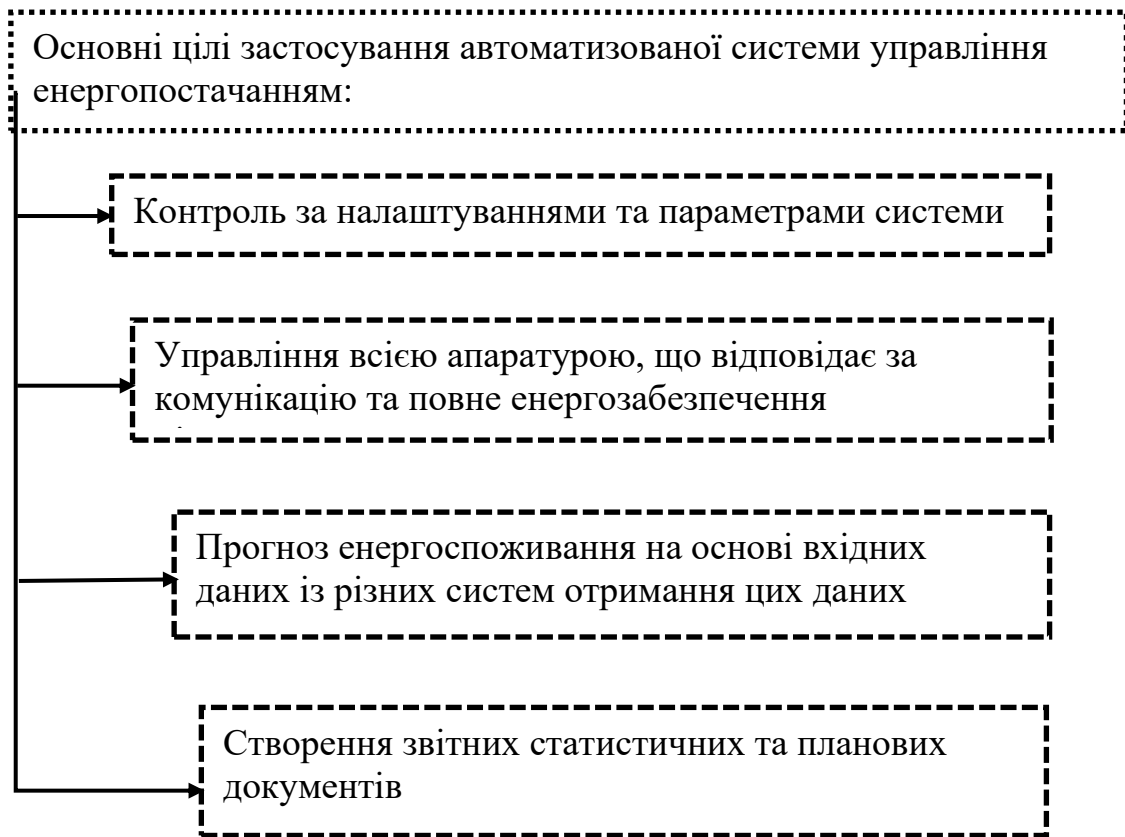 Основні цілі застосування автоматизованої системи управління
енергопостачанням:
Контроль за налаштуваннями та параметрами системи
Управління всією апаратурою, що відповідає за
комунікацію та повне енергозабезпечення
Прогноз енергоспоживання на основі вхідних
даних із різних систем отримання цих даних
Створення звітних статистичних та планових
документів